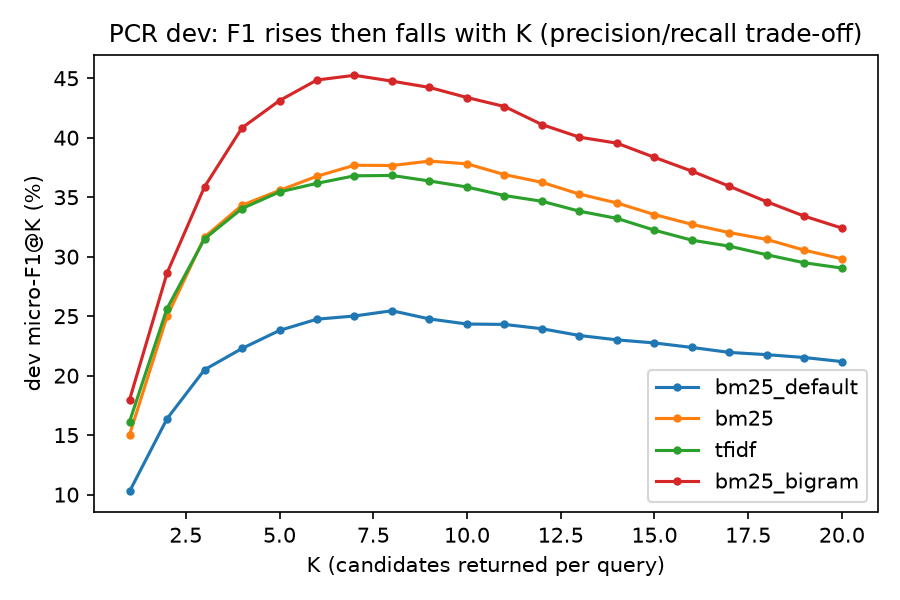 PCR dev: F1 rises then falls with K (precision/recall trade-off)
dev micro-F1@K (%)
45
40
35
30
25
20
15
10
bm25_default
bm25
tfidf
bm25_bigram
2.5 5.0 7.5 10.0 12.5 15.0 17.5 20.0
K (candidates returned per query)